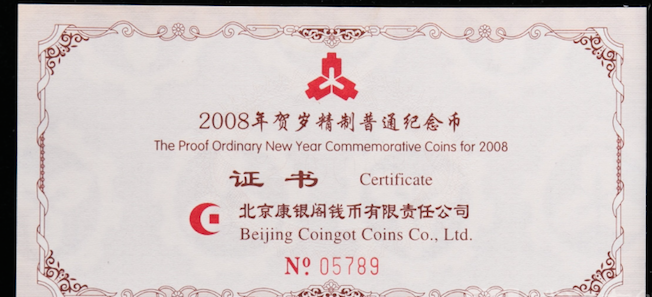 2008年贺岁精制普通纪念币
The Proof Ordinary New Year Commemorative Coins for 2008
证书 Certificate
北京康银阁钱币有限责任公司
Beijing Coingot Coins Co., Ltd.
Nº 05789